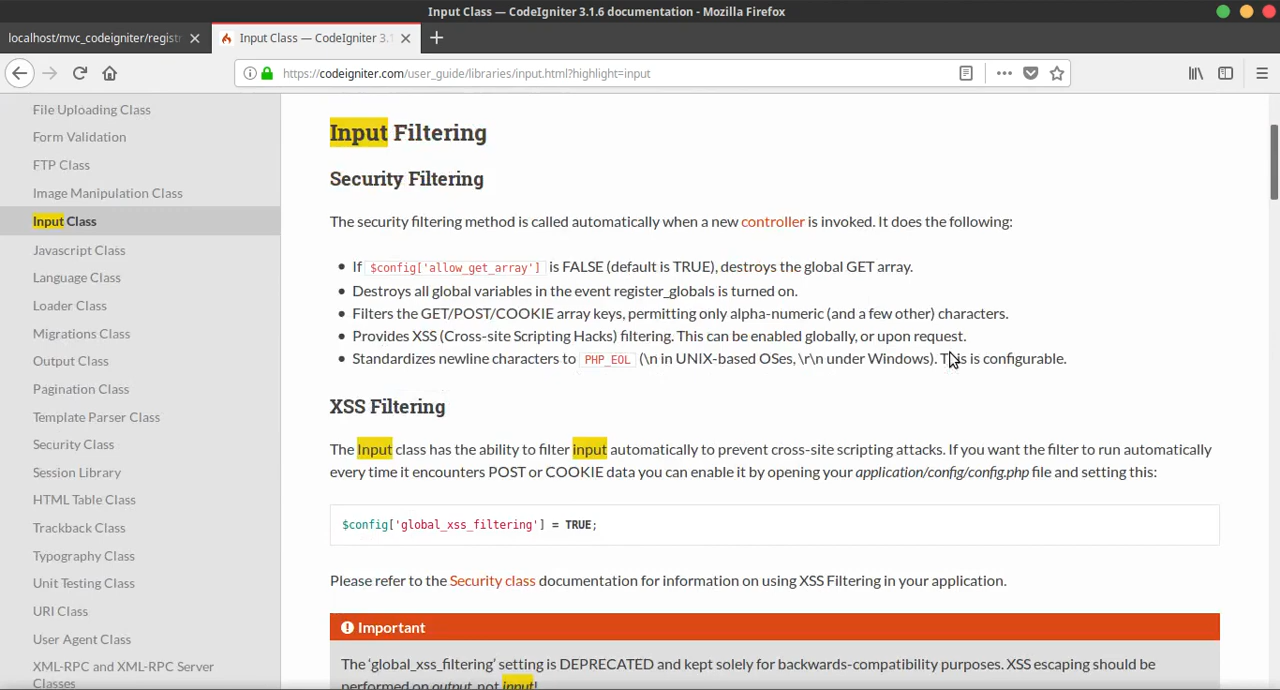 Input Class — CodeIgniter 3.1.6 documentation - Mozilla Firefox
localhost/mvc_codeigniter/registr
Input Class — CodeIgniter 3.1
https://codeigniter.com/user_guide/libraries/input.html?highlight=input
File Uploading Class
Form Validation
FTP Class
Image Manipulation Class
Input Class
Javascript Class
Language Class
Loader Class
Migrations Class
Output Class
Pagination Class
Template Parser Class
Security Class
Session Library
HTML Table Class
Trackback Class
Typography Class
Unit Testing Class
URI Class
User Agent Class
XML-RPC and XML-RPC Server
Classes
Input Filtering
Security Filtering
The security filtering method is called automatically when a new controller is invoked. It does the following:
• If $config['allow_get_array'] is FALSE (default is TRUE), destroys the global GET array.
• Destroys all global variables in the event register_globals is turned on.
• Filters the GET/POST/COOKIE array keys, permitting only alpha-numeric (and a few other) characters.
• Provides XSS (Cross-site Scripting Hacks) filtering. This can be enabled globally, or upon request.
• Standardizes newline characters to PHP_EOL (\n in UNIX-based OSes, \r\n under Windows). This is configurable.
XSS Filtering
The Input class has the ability to filter input automatically to prevent cross-site scripting attacks. If you want the filter to run automatically
every time it encounters POST or COOKIE data you can enable it by opening your application/config/config.php file and setting this:
$config['global_xss_filtering'] = TRUE;
Please refer to the Security class documentation for information on using XSS Filtering in your application.
Important
The 'global_xss_filtering' setting is DEPRECATED and kept solely for backwards-compatibility purposes. XSS escaping should be
performed on output, not input!